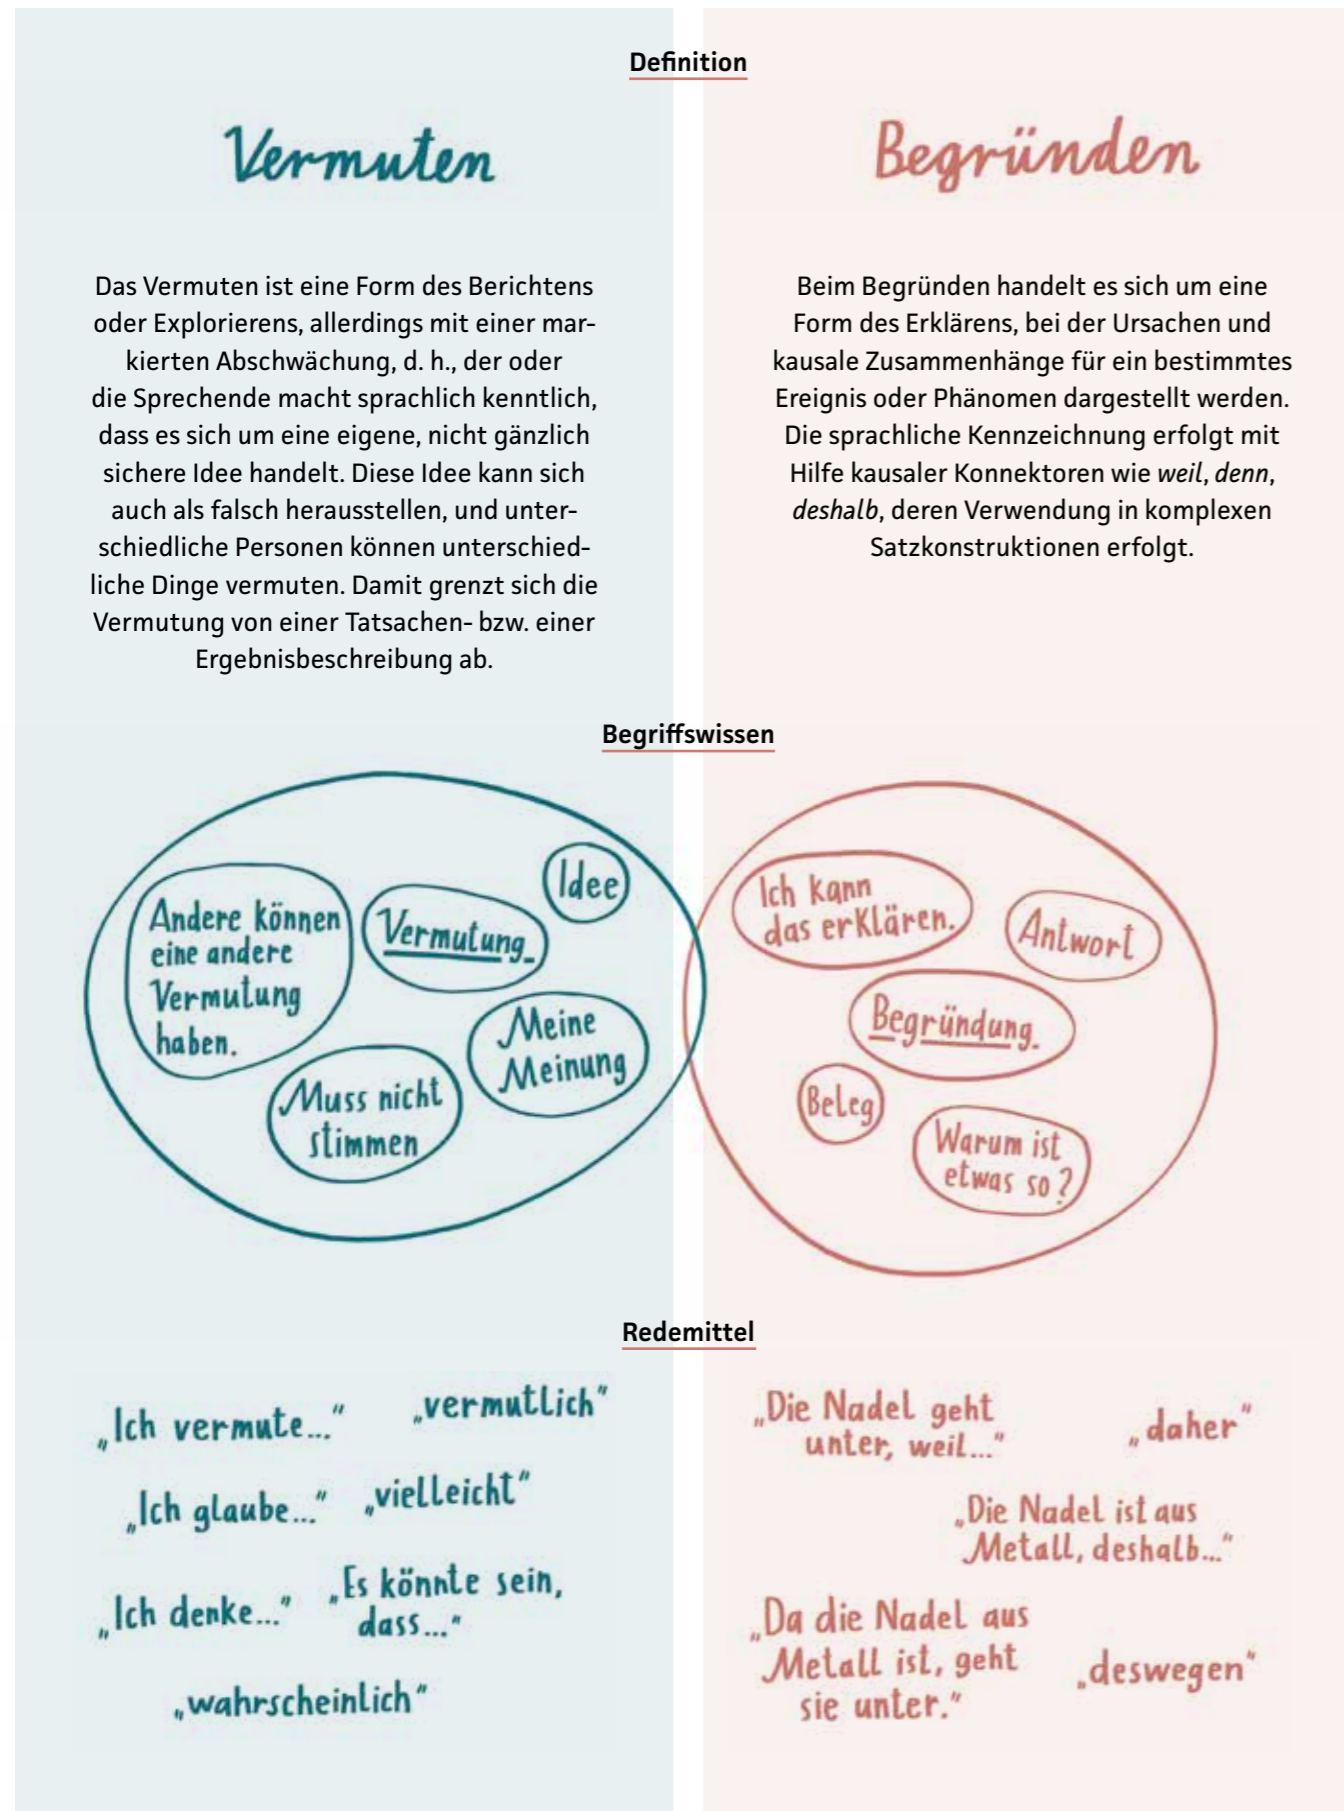 Definition
Vermuten
Das Vermuten ist eine Form des Berichtens
oder Explorierens, allerdings mit einer mar-
kierten Abschwächung, d. h., der oder
die Sprechende macht sprachlich kenntlich,
dass es sich um eine eigene, nicht gänzlich
sichere Idee handelt. Diese Idee kann sich
auch als falsch herausstellen, und unter-
schiedliche Personen können unterschied-
liche Dinge vermuten. Damit grenzt sich die
Vermutung von einer Tatsachen- bzw. einer
Ergebnisbeschreibung ab.
Begründen
Beim Begründen handelt es sich um eine
Form des Erklärens, bei der Ursachen und
kausale Zusammenhänge für ein bestimmtes
Ereignis oder Phänomen dargestellt werden.
Die sprachliche Kennzeichnung erfolgt mit
Hilfe kausaler Konnektoren wie weil, denn,
deshalb, deren Verwendung in komplexen
Satzkonstruktionen erfolgt.
Begriffswissen
Andere können
eine andere
Vermutung
haben.
Vermutung
Idee
Meine
Meinung
Muss nicht
stimmen
Ich kann
das erklären.
Antwort
Begründung
Beleg
Warum ist
etwas so?
Redemittel
„Ich vermute..."
„vermutlich"
„Ich glaube..."
„vielleicht"
„Ich denke..."
„Es könnte sein,
dass..."
„wahrscheinlich"
„Die Nadel geht
unter, weil..."
„daher"
„Die Nadel ist aus
Metall, deshalb..."
„Da die Nadel aus
Metall ist, geht
sie unter."
„deswegen"